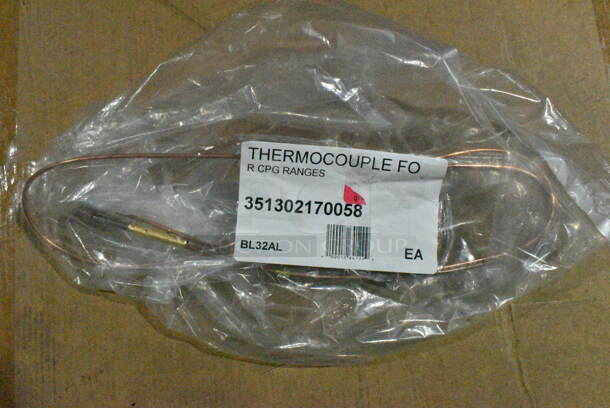 THERMOCOUPLE FO
R CPG RANGES
351302170058
BL32AL
EA